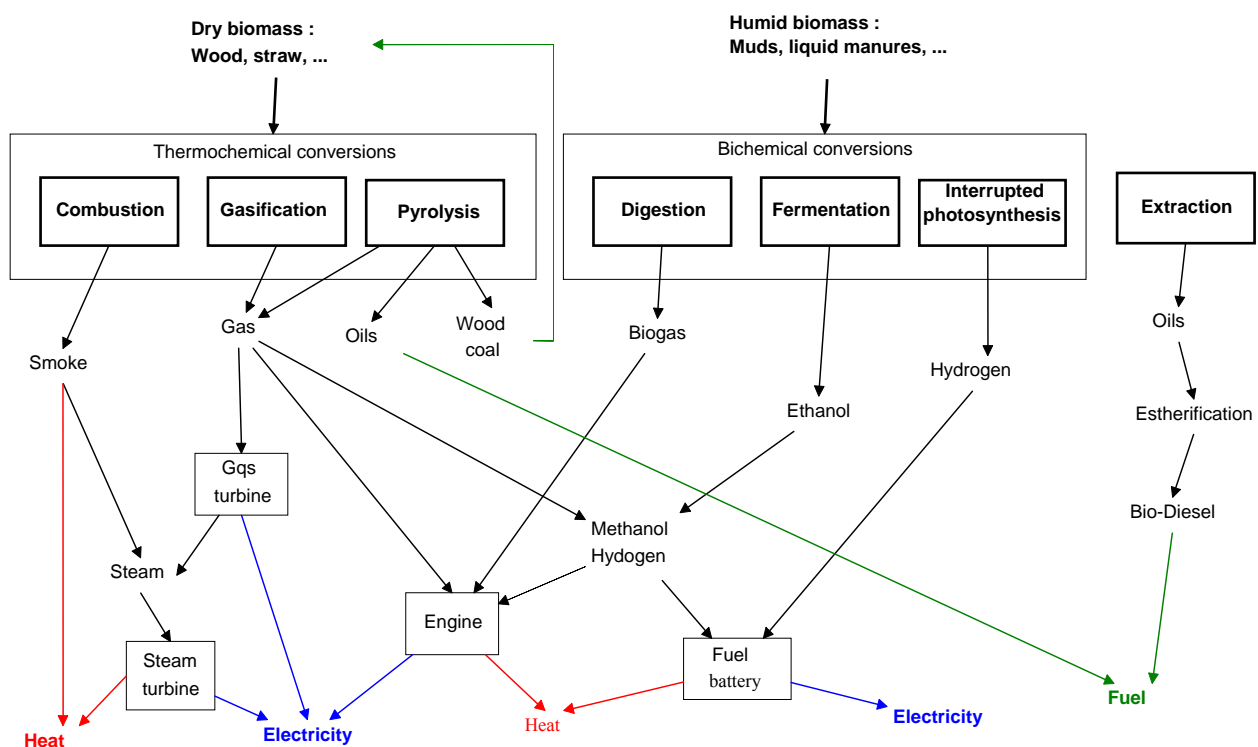 Dry biomass :
Wood, straw, ...
Humid biomass :
Muds, liquid manures, ...
Thermochemical conversions
Bichemical conversions
Combustion
Gasification
Pyrolysis
Digestion
Fermentation
Interrupted
photosynthesis
Extraction
Gas
Oils
Wood
coal
Biogas
Oils
Smoke
Hydrogen
Ethanol
Estherification
Gqs
turbine
Bio-Diesel
Methanol
Hydogen
Steam
Engine
Steam
turbine
Fuel
battery
Fuel
Heat
Electricity
Heat
Electricity